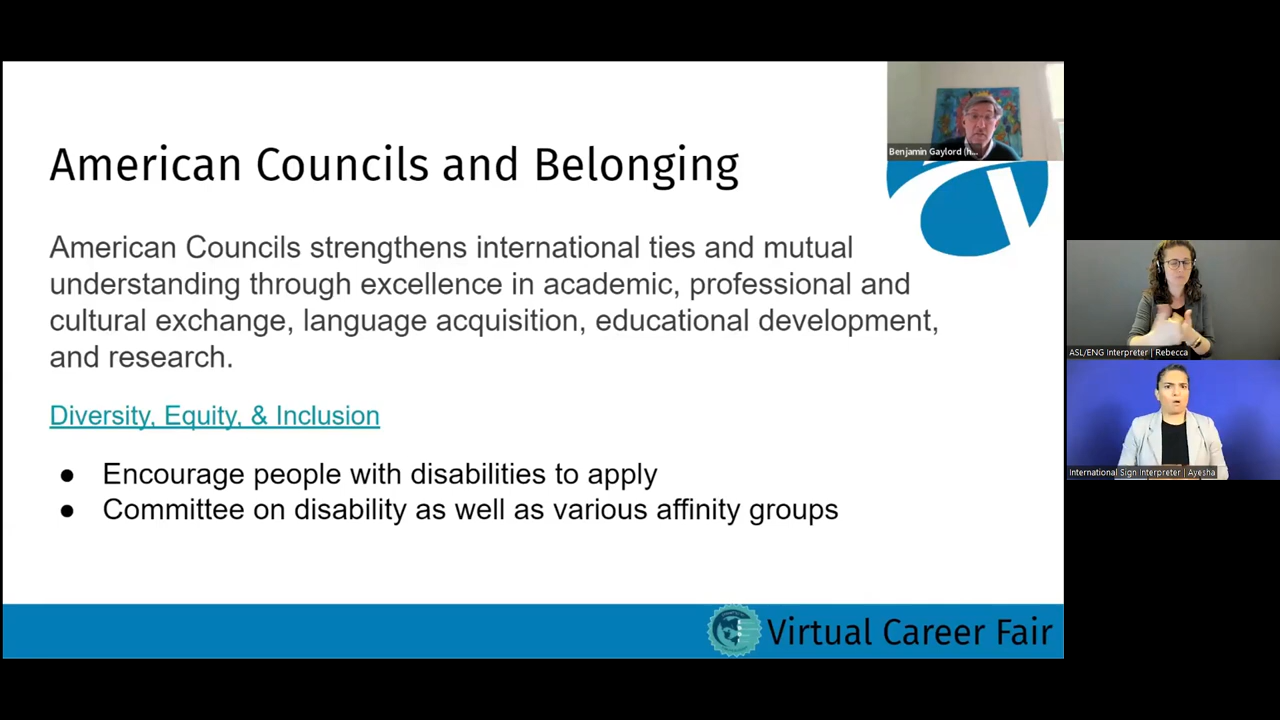 American Councils and Belonging
Benjamin Gaylord (h...
American Councils strengthens international ties and mutual
understanding through excellence in academic, professional and
cultural exchange, language acquisition, educational development,
and research.
Diversity, Equity, & Inclusion
● Encourage people with disabilities to apply
● Committee on disability as well as various affinity groups
Virtual Career Fair
ASL/ENG Interpreter | Rebecca
International Sign Interpreter | Ayesha